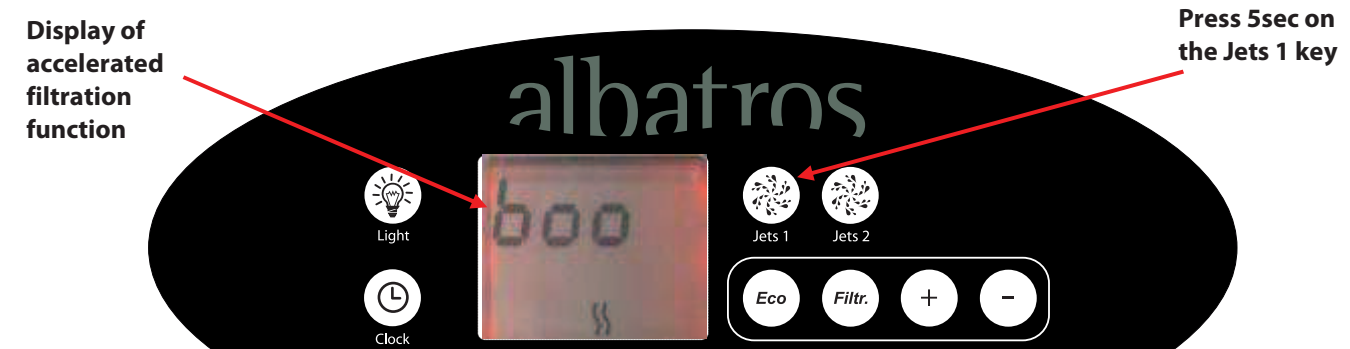 Display of
accelerated
filtration
function
Press 5sec on
the Jets 1 key
albatros
boo
Light
Jets 1
Jets 2
Clock
Eco
Filtr.
+
-